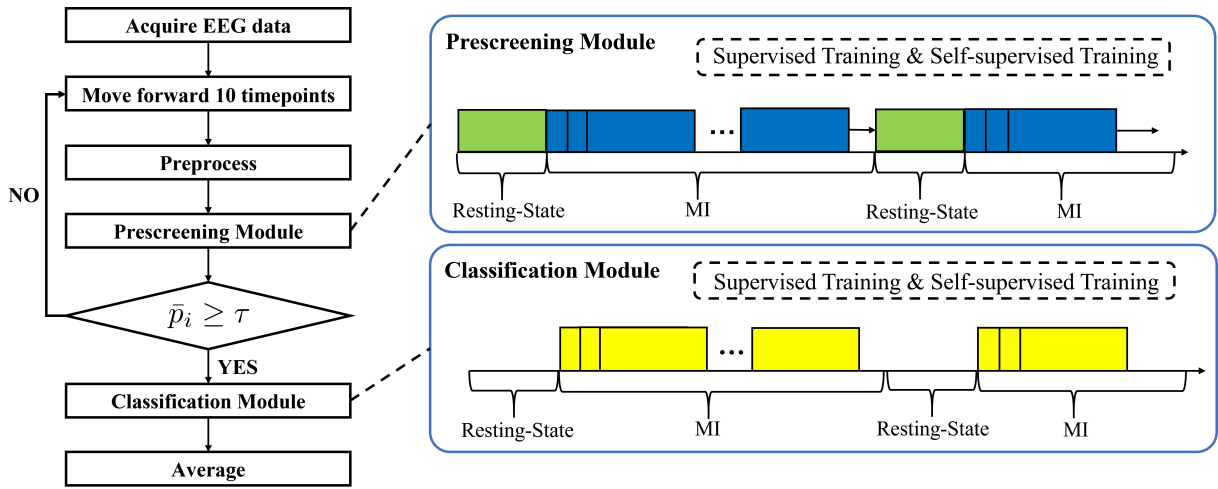 Acquire EEG data
Move forward 10 timepoints
Preprocess
NO
Prescreening Module
p̄ᵢ ≥ τ
YES
Classification Module
Average
Prescreening Module
Supervised Training & Self-supervised Training
...
Resting-State
MI
Resting-State
MI
Classification Module
Supervised Training & Self-supervised Training
...
Resting-State
MI
Resting-State
MI